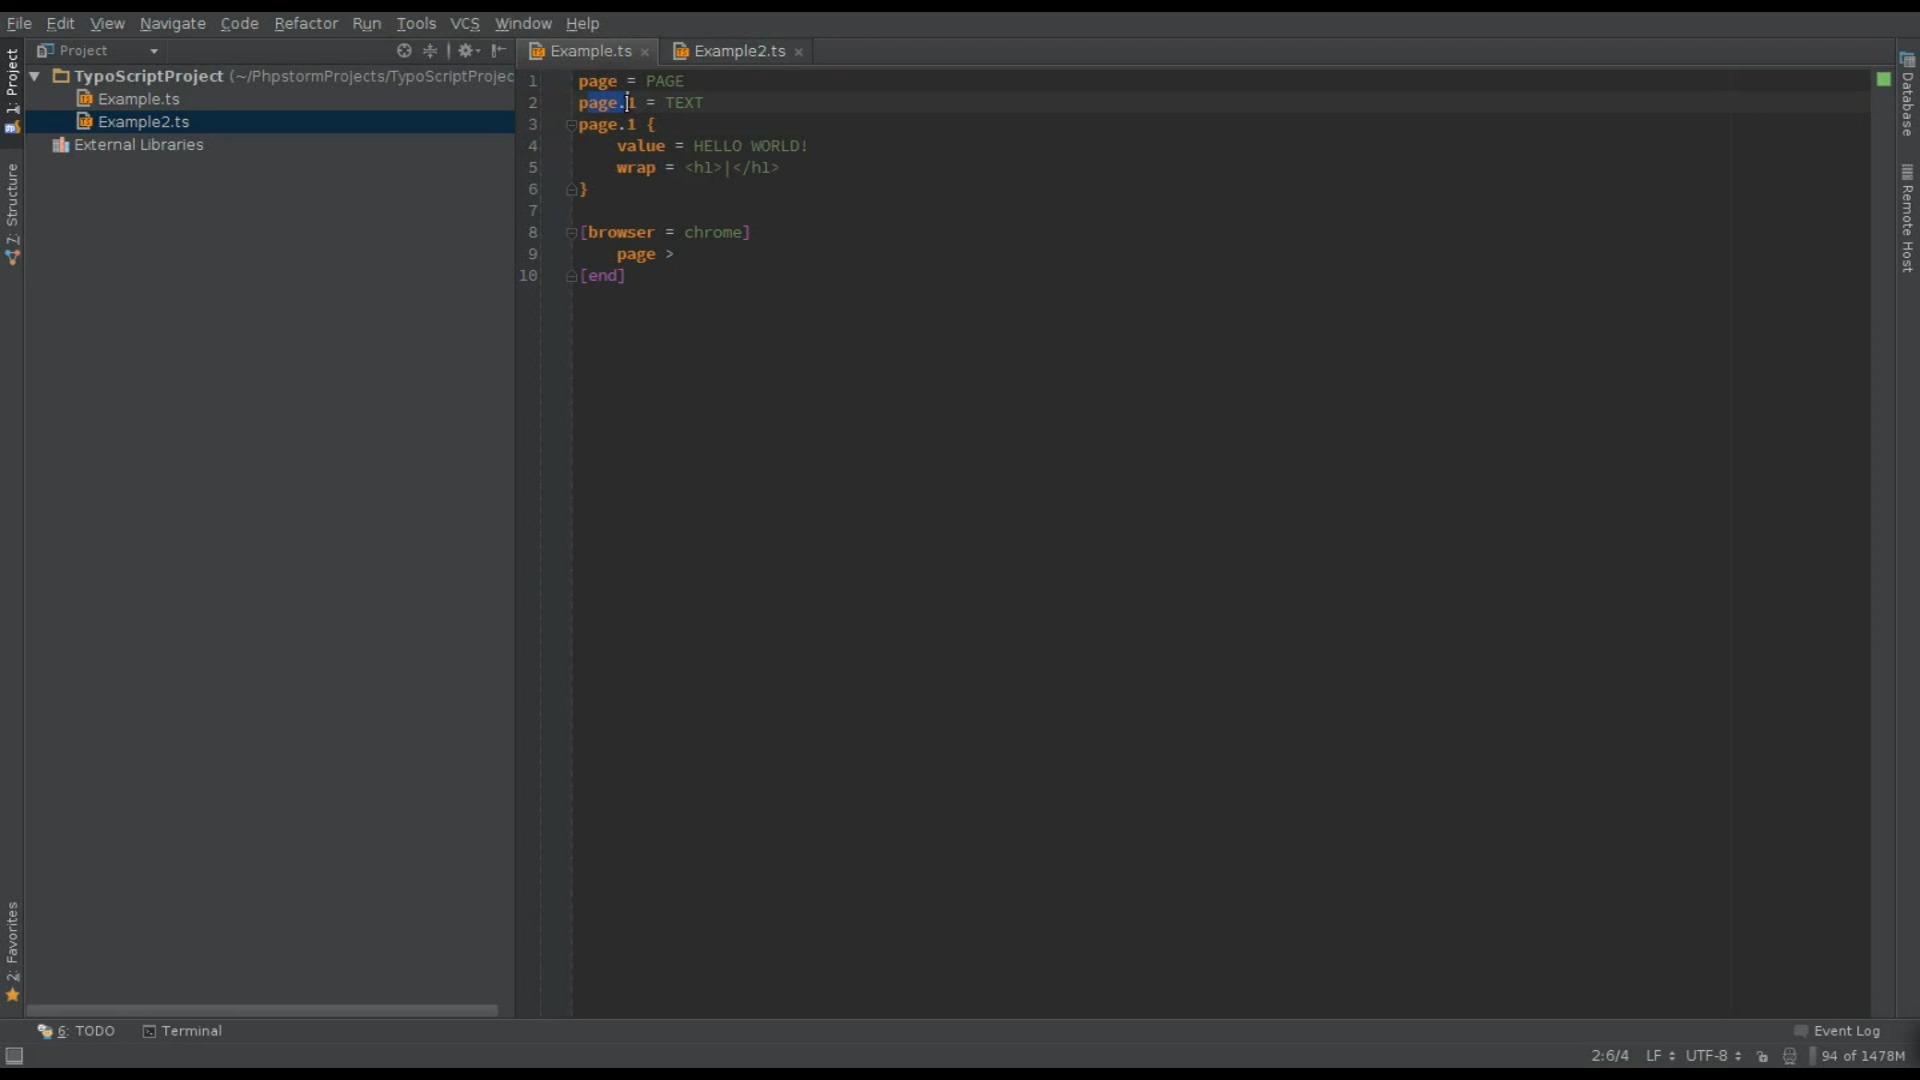 File Edit View Navigate Code Refactor Run Tools VCS Window Help
Project
Example.ts
Example2.ts
1: Project
7: Structure
2: Favorites
TypoScriptProject (~/PhpstormProjects/TypoScriptProjec
Example.ts
Example2.ts
External Libraries
1 page = PAGE
2 page.1 = TEXT
3 page.1 {
4 value = HELLO WORLD!
5 wrap = <h1>|</h1>
6 }
7
8 [browser = chrome]
9 page >
10 [end]
Database
Remote Host
6: TODO Terminal
Event Log
2:6/4 LF UTF-8 94 of 1478M